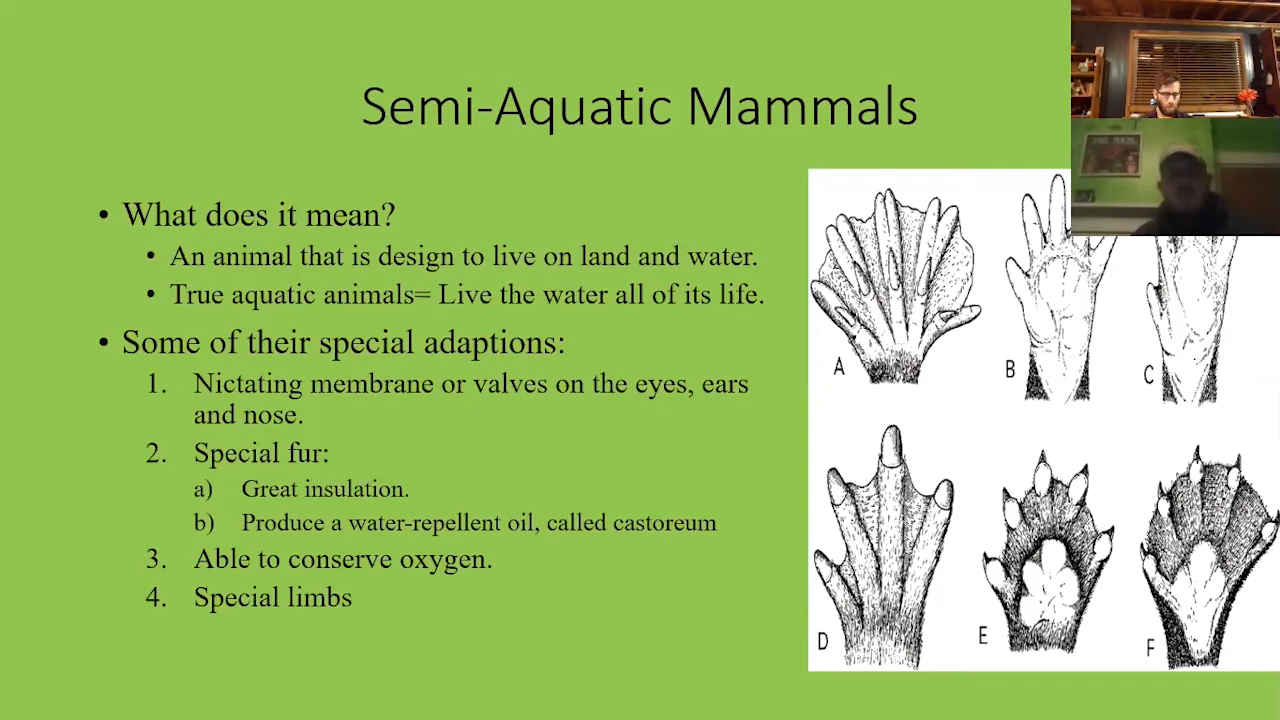 Semi-Aquatic Mammals
• What does it mean?
• An animal that is design to live on land and water.
• True aquatic animals= Live the water all of its life.
• Some of their special adaptions:
1. Nictating membrane or valves on the eyes, ears
and nose.
2. Special fur:
a) Great insulation.
b) Produce a water-repellent oil, called castoreum
3. Able to conserve oxygen.
4. Special limbs
A
B
C
D
E
F